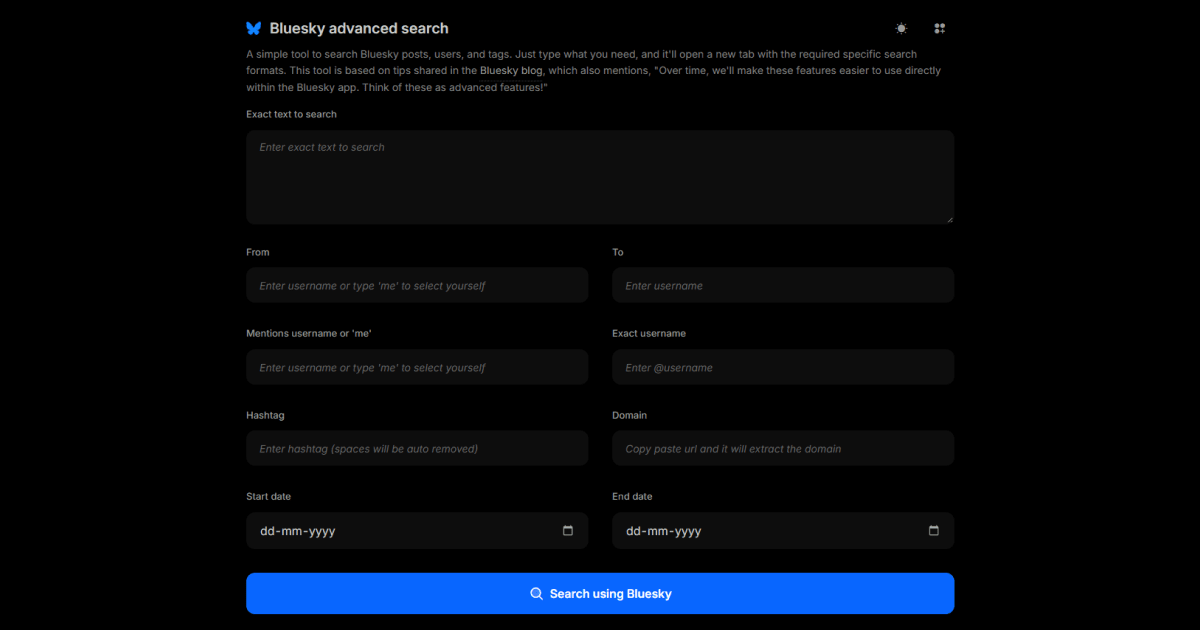 Bluesky advanced search
A simple tool to search Bluesky posts, users, and tags. Just type what you need, and it'll open a new tab with the required specific search
formats. This tool is based on tips shared in the Bluesky blog, which also mentions, "Over time, we'll make these features easier to use directly
within the Bluesky app. Think of these as advanced features!"
Exact text to search
Enter exact text to search
From
To
Enter username or type 'me' to select yourself
Enter username
Mentions username or 'me'
Exact username
Enter username or type 'me' to select yourself
Enter @username
Hashtag
Domain
Enter hashtag (spaces will be auto removed)
Copy paste url and it will extract the domain
Start date
End date
dd-mm-yyyy
dd-mm-yyyy
Search using Bluesky